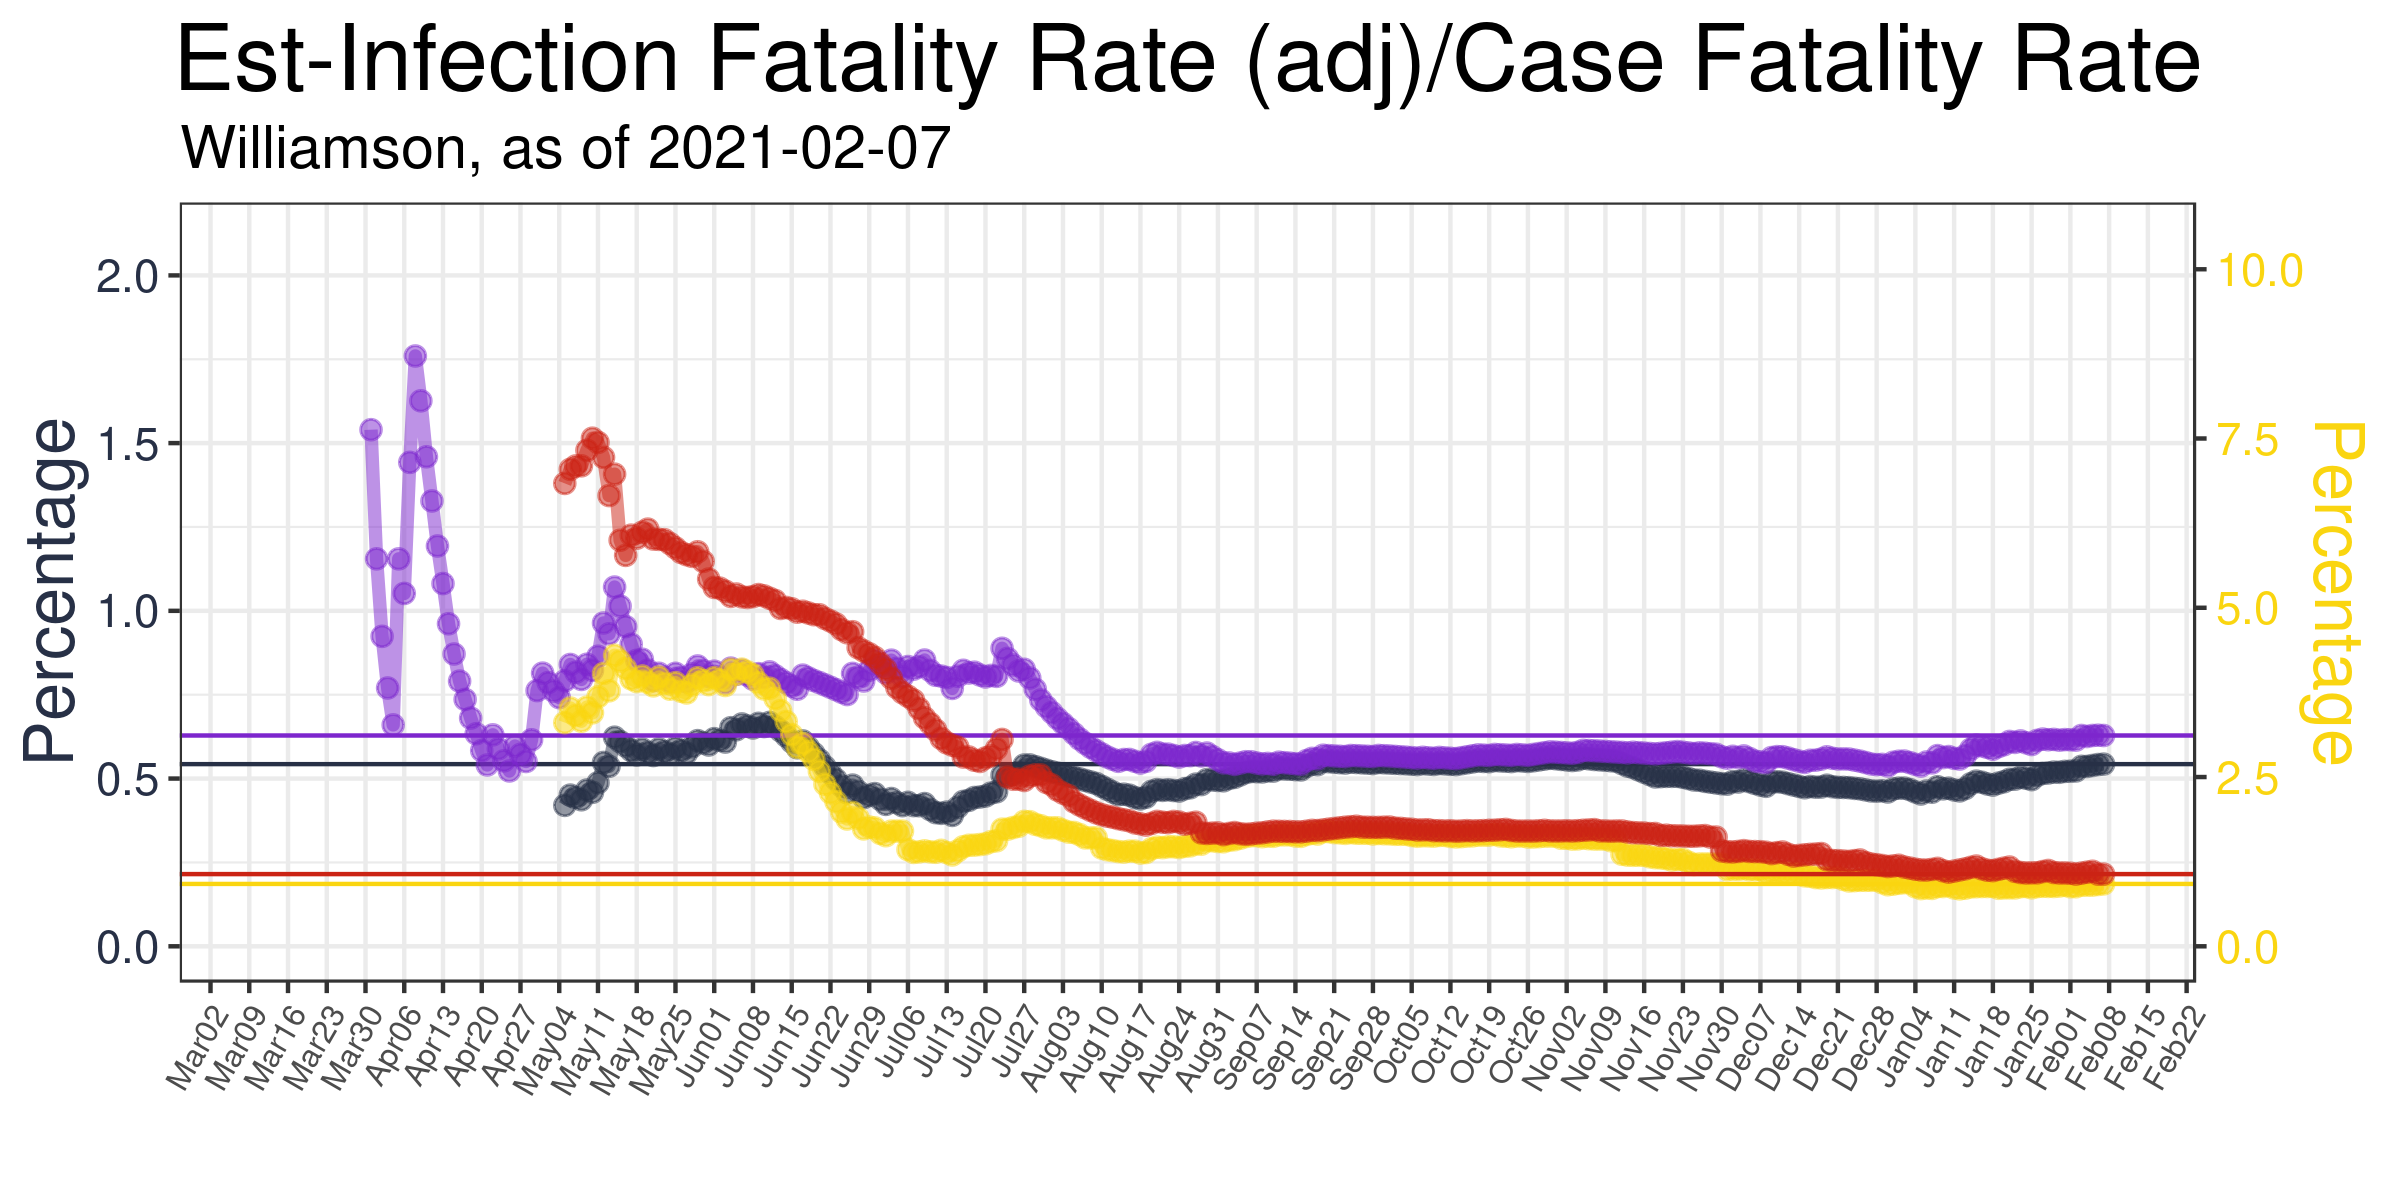 Est-Infection Fatality Rate (adj)/Case Fatality Rate
Williamson, as of 2021-02-07
Percentage
2.0
1.5
1.0
0.5
0.0
10.0
7.5
5.0
2.5
0.0
Percentage
Mar02
Mar09
Mar16
Mar23
Mar30
Apr06
Apr13
Apr20
Apr27
May04
May11
May18
May25
Jun01
Jun08
Jun15
Jun22
Jun29
Jul06
Jul13
Jul20
Jul27
Aug03
Aug10
Aug17
Aug24
Aug31
Sep07
Sep14
Sep21
Sep28
Oct05
Oct12
Oct19
Oct26
Nov02
Nov09
Nov16
Nov23
Nov30
Dec07
Dec14
Dec21
Dec28
Jan04
Jan11
Jan18
Jan25
Feb01
Feb08
Feb15
Feb22